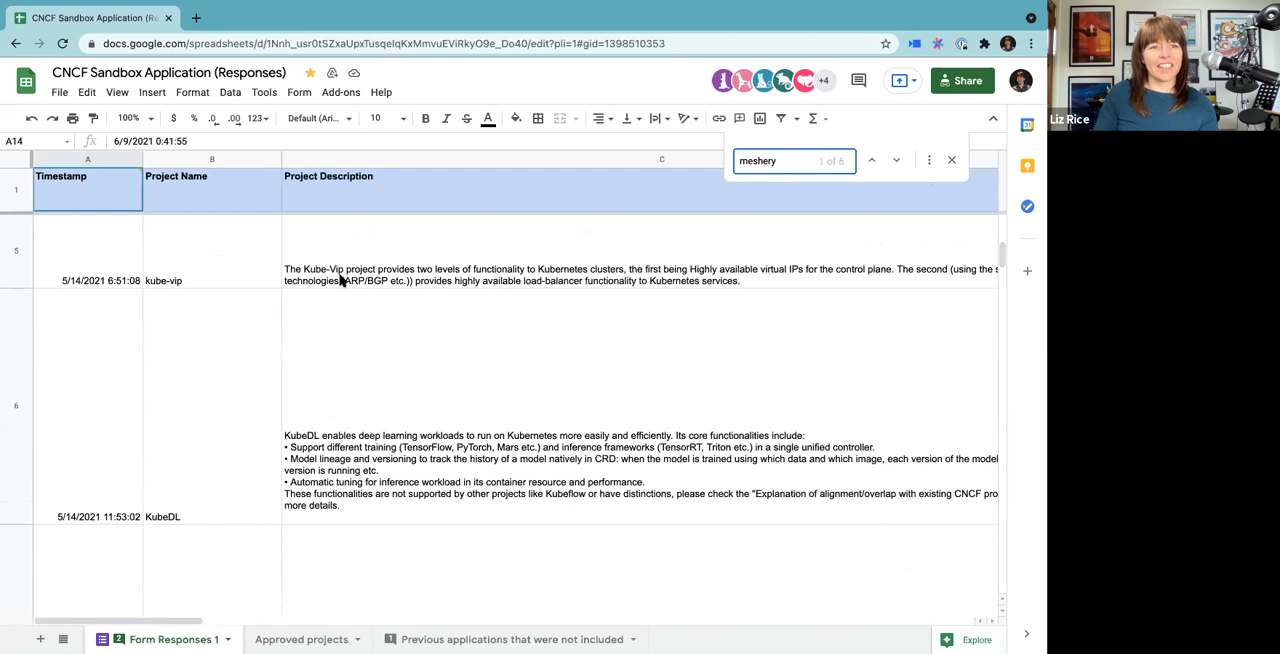 CNCF Sandbox Application (Re
docs.google.com/spreadsheets/d/1Nnh_usr0tSZxaUpxTusqeIqKxMmvuEViRkyO9e_Do40/edit?pli=1#gid=1398510353
CNCF Sandbox Application (Responses)
File Edit View Insert Format Data Tools Form Add-ons Help
+4
Share
100% $ % .0 .00 123 Default (Ari... 10 B I S A
A14 fx 6/9/2021 0:41:55
meshery 1 of 6
A B C
1 Timestamp Project Name Project Description
5
The Kube-Vip project provides two levels of functionality to Kubernetes clusters, the first being Highly available virtual IPs for the control plane. The second (using the s
5/14/2021 6:51:08 kube-vip technologies ARP/BGP etc.)) provides highly available load-balancer functionality to Kubernetes services.
6
KubeDL enables deep learning workloads to run on Kubernetes more easily and efficiently. Its core functionalities include:
• Support different training (TensorFlow, PyTorch, Mars etc.) and inference frameworks (TensorRT, Triton etc.) in a single unified controller.
• Model lineage and versioning to track the history of a model natively in CRD: when the model is trained using which data and which image, each version of the model
version is running etc.
• Automatic tuning for inference workload in its container resource and performance.
These functionalities are not supported by other projects like Kubeflow or have distinctions, please check the "Explanation of alignment/overlap with existing CNCF pro
more details.
5/14/2021 11:53:02 KubeDL
2 Form Responses 1 Approved projects 1 Previous applications that were not included Explore
Liz Rice
31